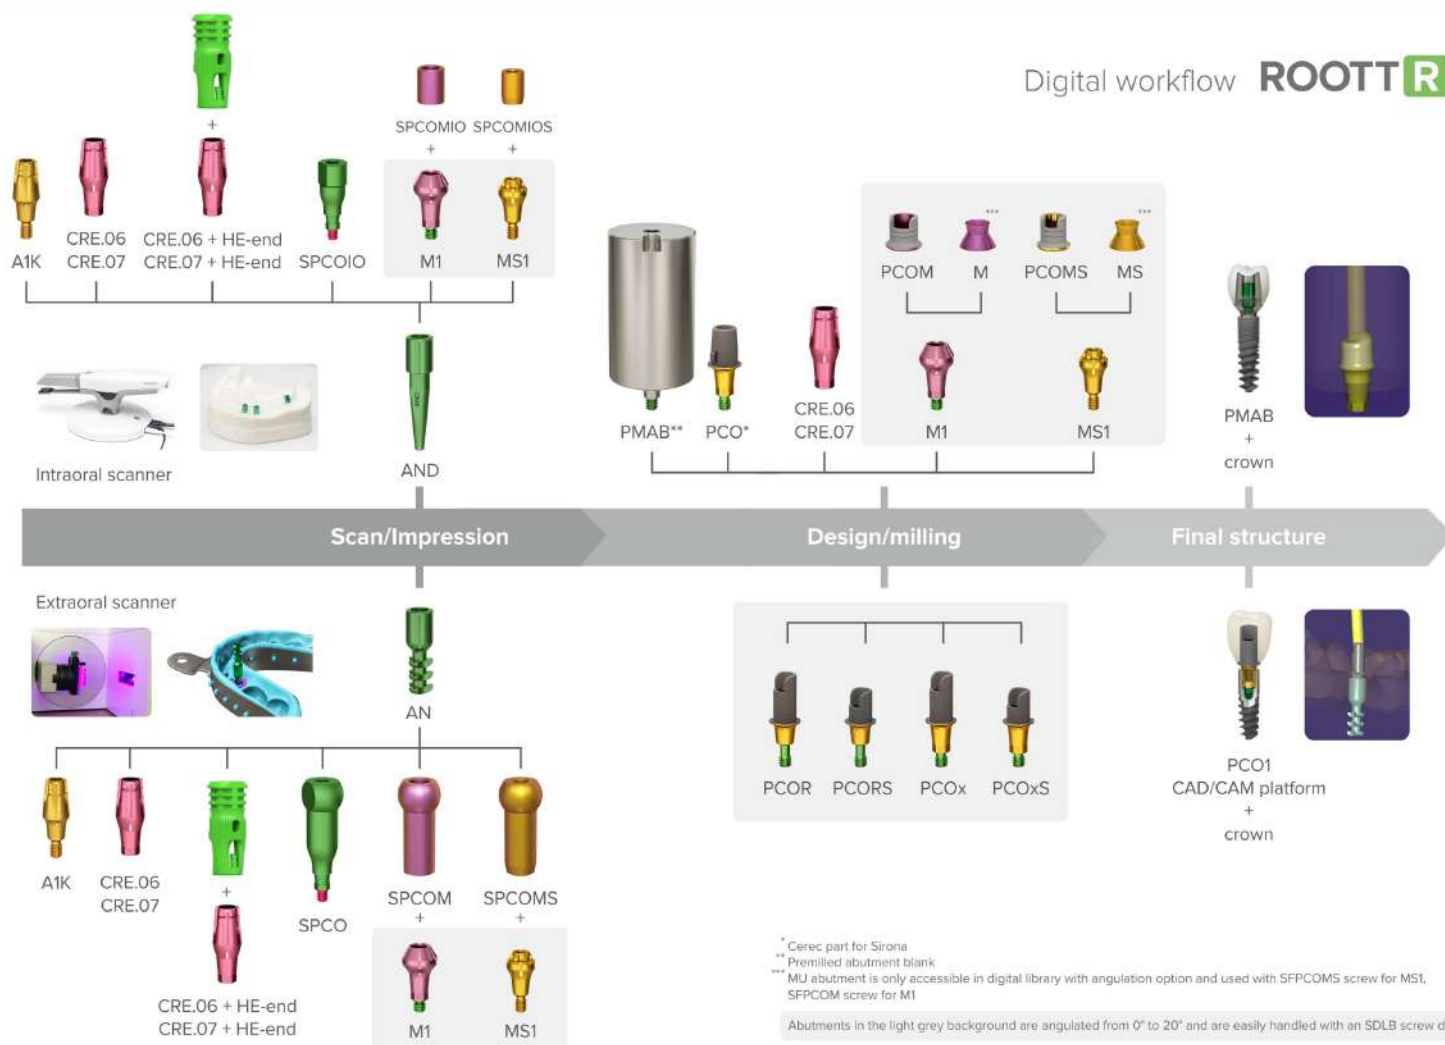 Digital workflow ROOTT R
+
SPCOMIO SPCOMIOS
+ +
A1K
CRE.06
CRE.07
CRE.06 + HE-end
CRE.07 + HE-end
SPCOIO
M1
MS1
Intraoral scanner
AND
PMAB**
PCO*
CRE.06
CRE.07
PCOM
M
***
PCOMS
MS
***
M1
MS1
PMAB
+
crown
Scan/Impression
Design/milling
Final structure
Extraoral scanner
AN
A1K
CRE.06
CRE.07
+
CRE.06 + HE-end
CRE.07 + HE-end
SPCO
SPCOM
+
M1
SPCOMS
+
MS1
PCOR
PCORS
PCOx
PCOxS
PCO1
CAD/CAM platform
+
crown
* Cerec part for Sirona
** Premilled abutment blank
*** MU abutment is only accessible in digital library with angulation option and used with SFPCOMS screw for MS1,
SFPCOM screw for M1
Abutments in the light grey background are angulated from 0° to 20° and are easily handled with an SDLB screw d